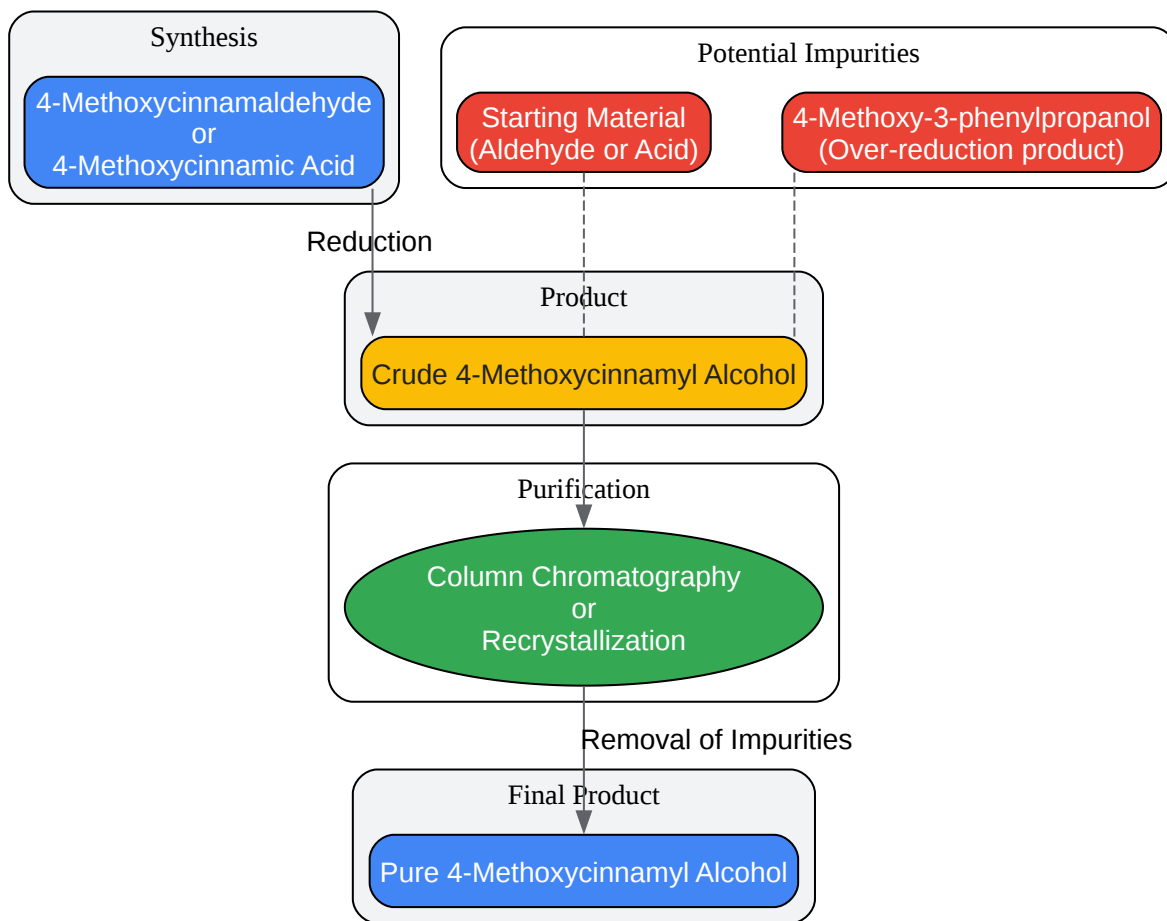 Synthesis
4-Methoxycinnamaldehyde
or
4-Methoxycinnamic Acid
Potential Impurities
Starting Material
(Aldehyde or Acid)
4-Methoxy-3-phenylpropanol
(Over-reduction product)
Reduction
Product
Crude 4-Methoxycinnamyl Alcohol
Purification
Column Chromatography
or
Recrystallization
Removal of Impurities
Final Product
Pure 4-Methoxycinnamyl Alcohol